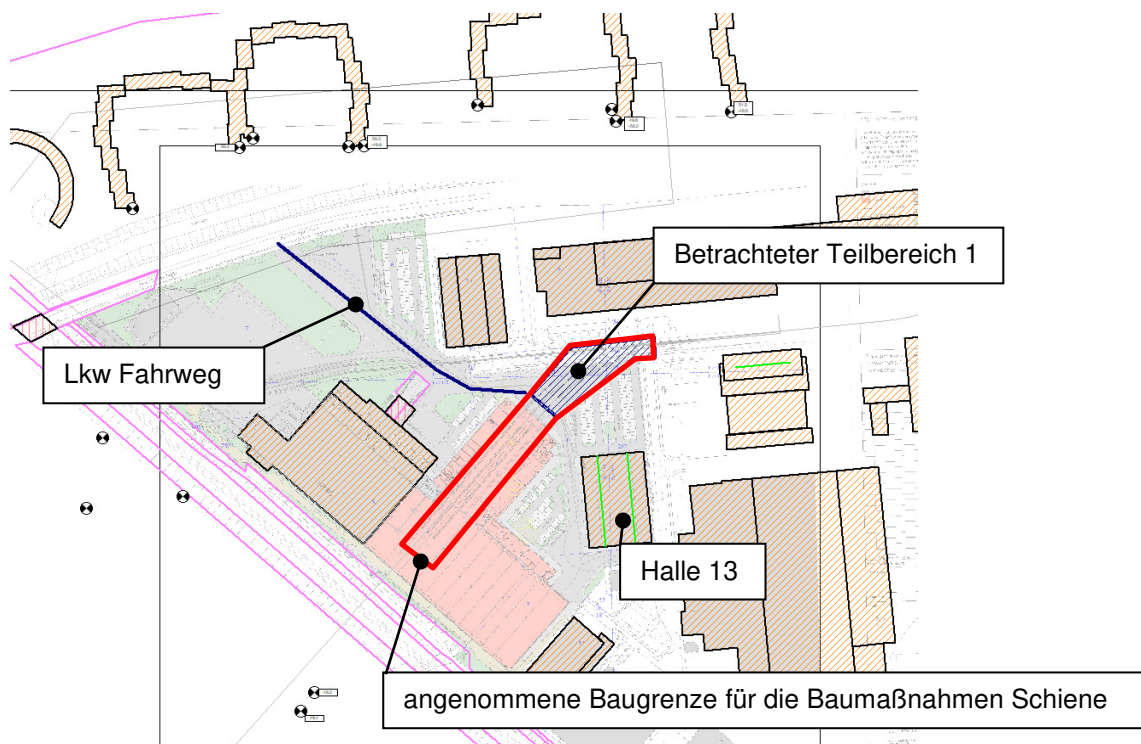 Betrachteter Teilbereich 1
Lkw Fahrweg
Halle 13
angenommene Baugrenze für die Baumaßnahmen Schiene